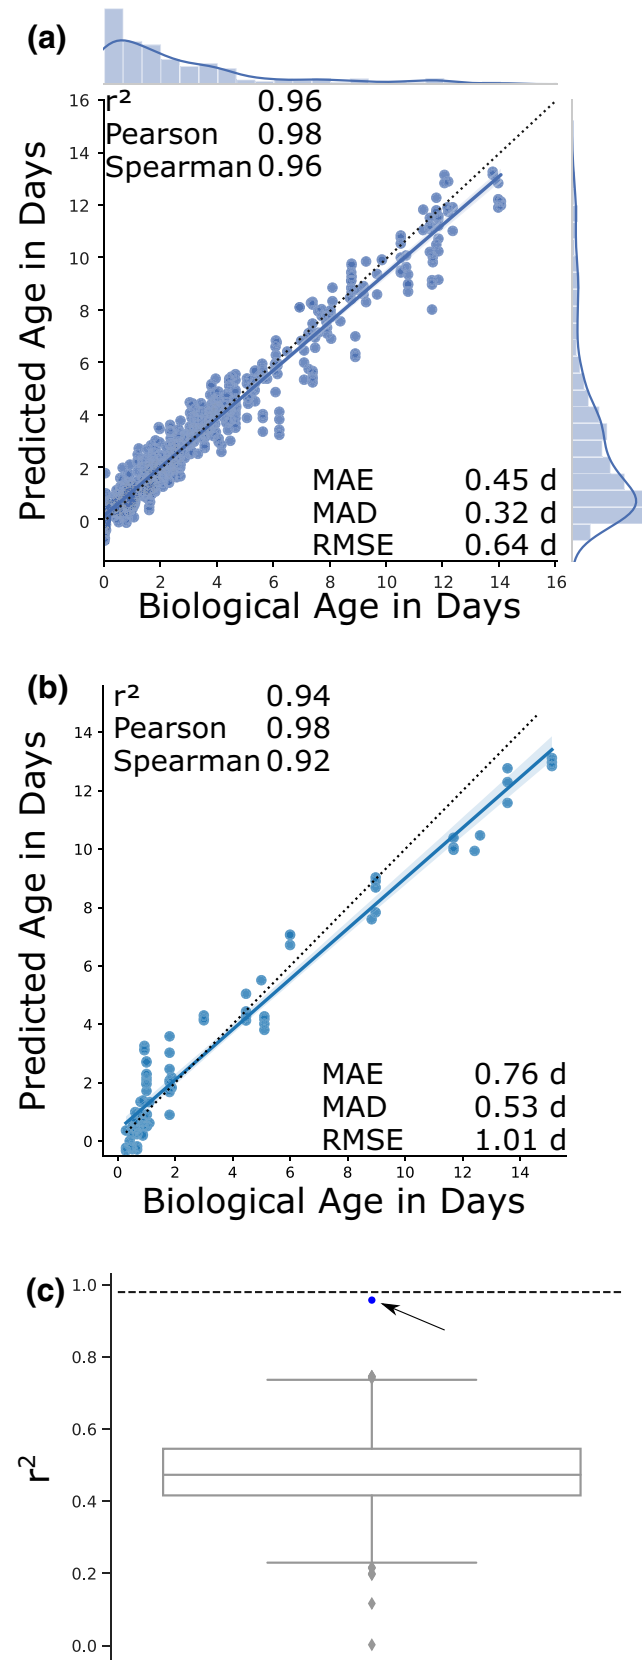 (a)
r² 0.96
Pearson 0.98
Spearman 0.96
16
14
12
10
8
6
4
2
0
Predicted Age in Days
MAE 0.45 d
MAD 0.32 d
RMSE 0.64 d
0 2 4 6 8 10 12 14 16
Biological Age in Days
(b)
r² 0.94
Pearson 0.98
Spearman 0.92
14
12
10
8
6
4
2
0
Predicted Age in Days
MAE 0.76 d
MAD 0.53 d
RMSE 1.01 d
0 2 4 6 8 10 12 14
Biological Age in Days
(c)
1.0
0.8
0.6
0.4
0.2
0.0
r²